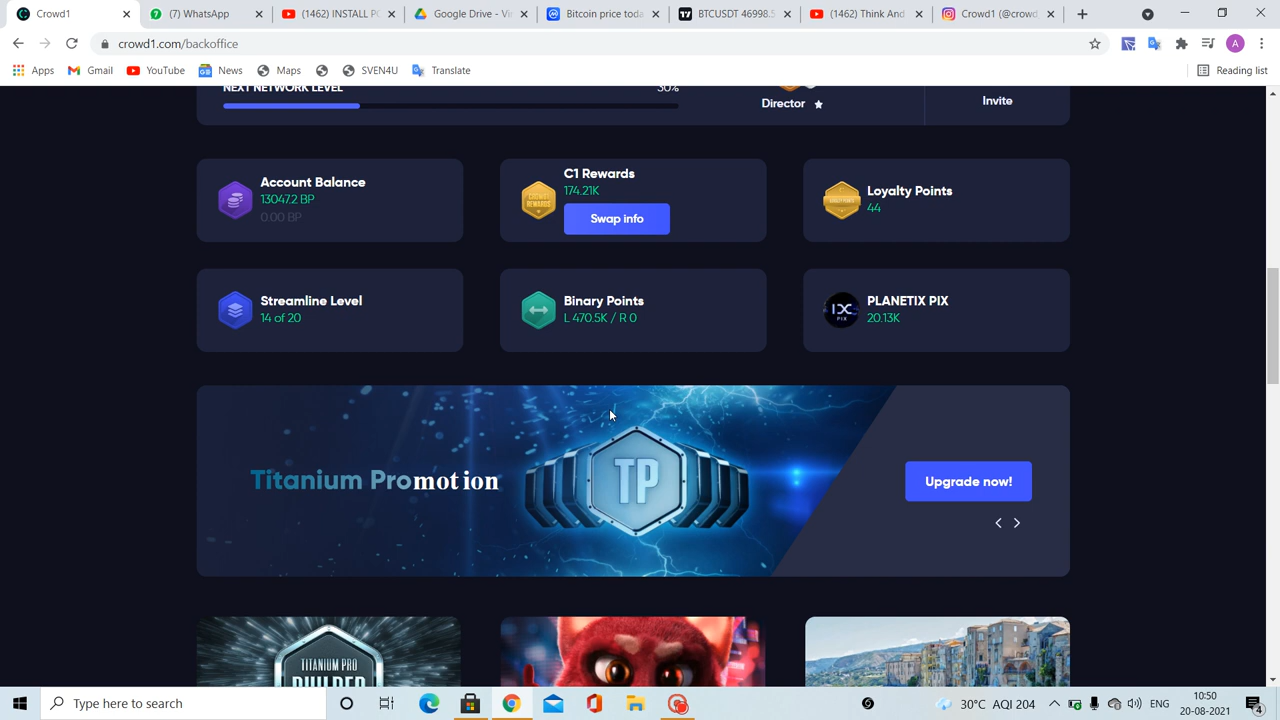 Crowd1
(7) WhatsApp
(1462) INSTALL P
Google Drive - Vi
Bitcoin price toda
BTCUSDT 46998.5
(1462) Think And
Crowd1 (@crowd
crowd1.com/backoffice
A
Apps
Gmail
YouTube
News
Maps
SVEN4U
Translate
Reading list
NEXT NETWORK LEVEL
30%
Director
Invite
Account Balance
13047.2 BP
0.00 BP
C1 Rewards
174.21K
Swap info
Loyalty Points
44
Streamline Level
14 of 20
Binary Points
L 470.5K / R 0
IX
PIX
PLANETIX PIX
20.13K
Titanium Promotion
TP
Upgrade now!
TITANIUM PRO
BUILDER
Type here to search
30°C AQI 204
ENG
10:50
20-08-2021
4